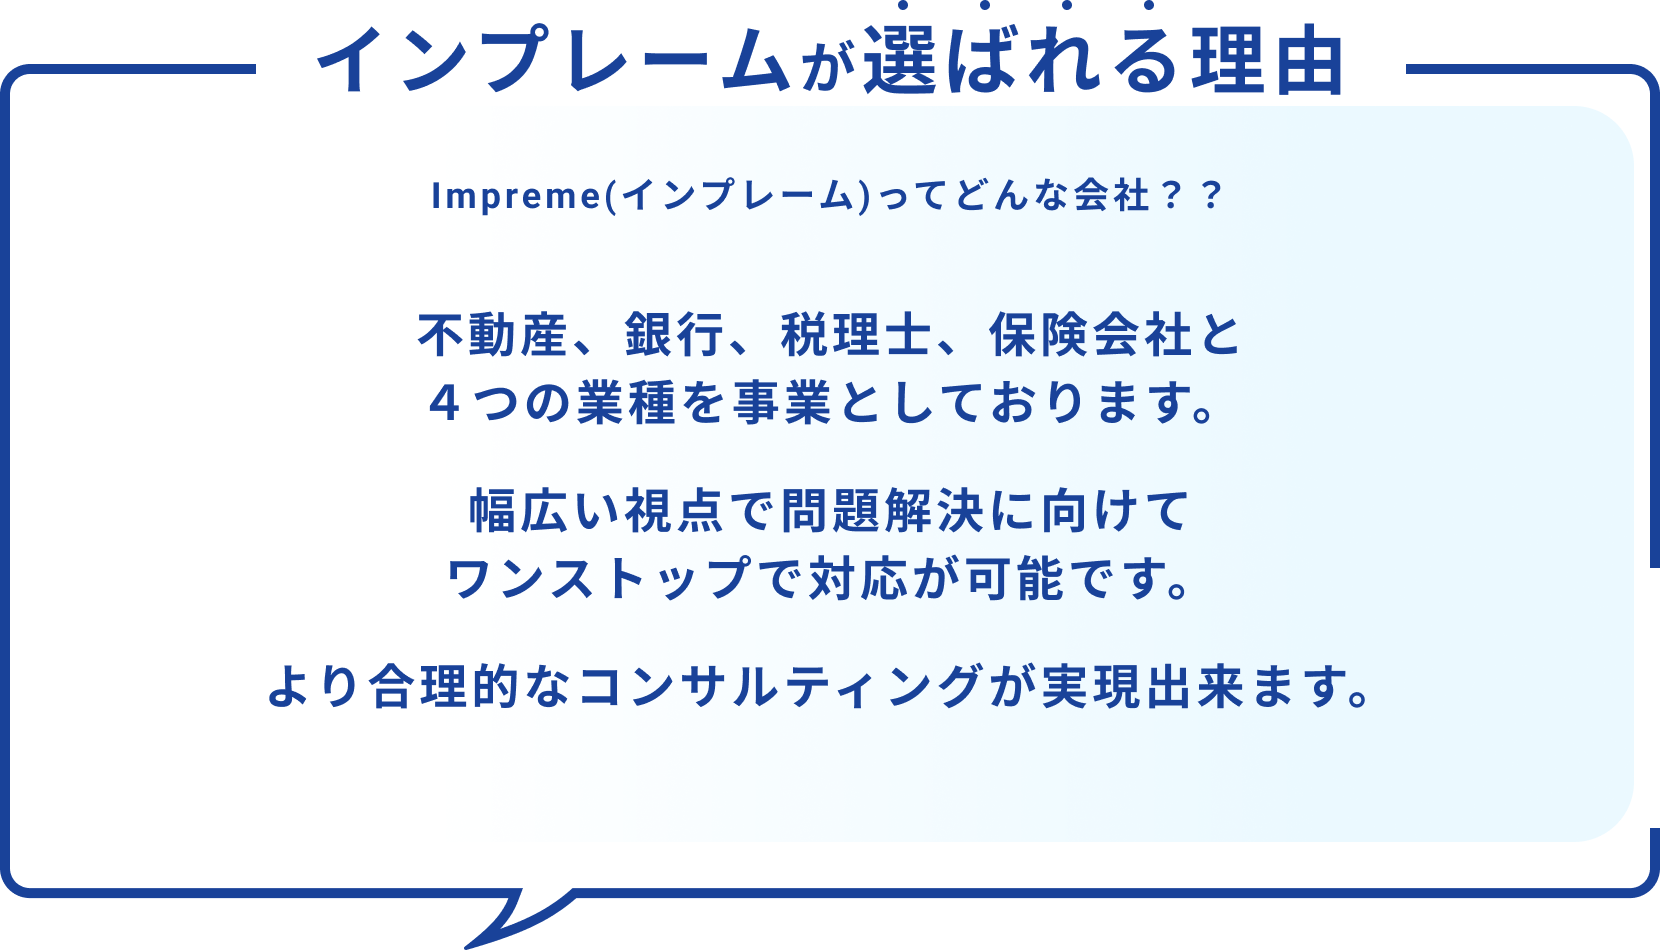 インプレームが選ばれる理由
Impreme(インプレーム)ってどんな会社？？
不動産、銀行、税理士、保険会社と
４つの業種を事業としております。
幅広い視点で問題解決に向けて
ワンストップで対応が可能です。
より合理的なコンサルティングが実現出来ます。